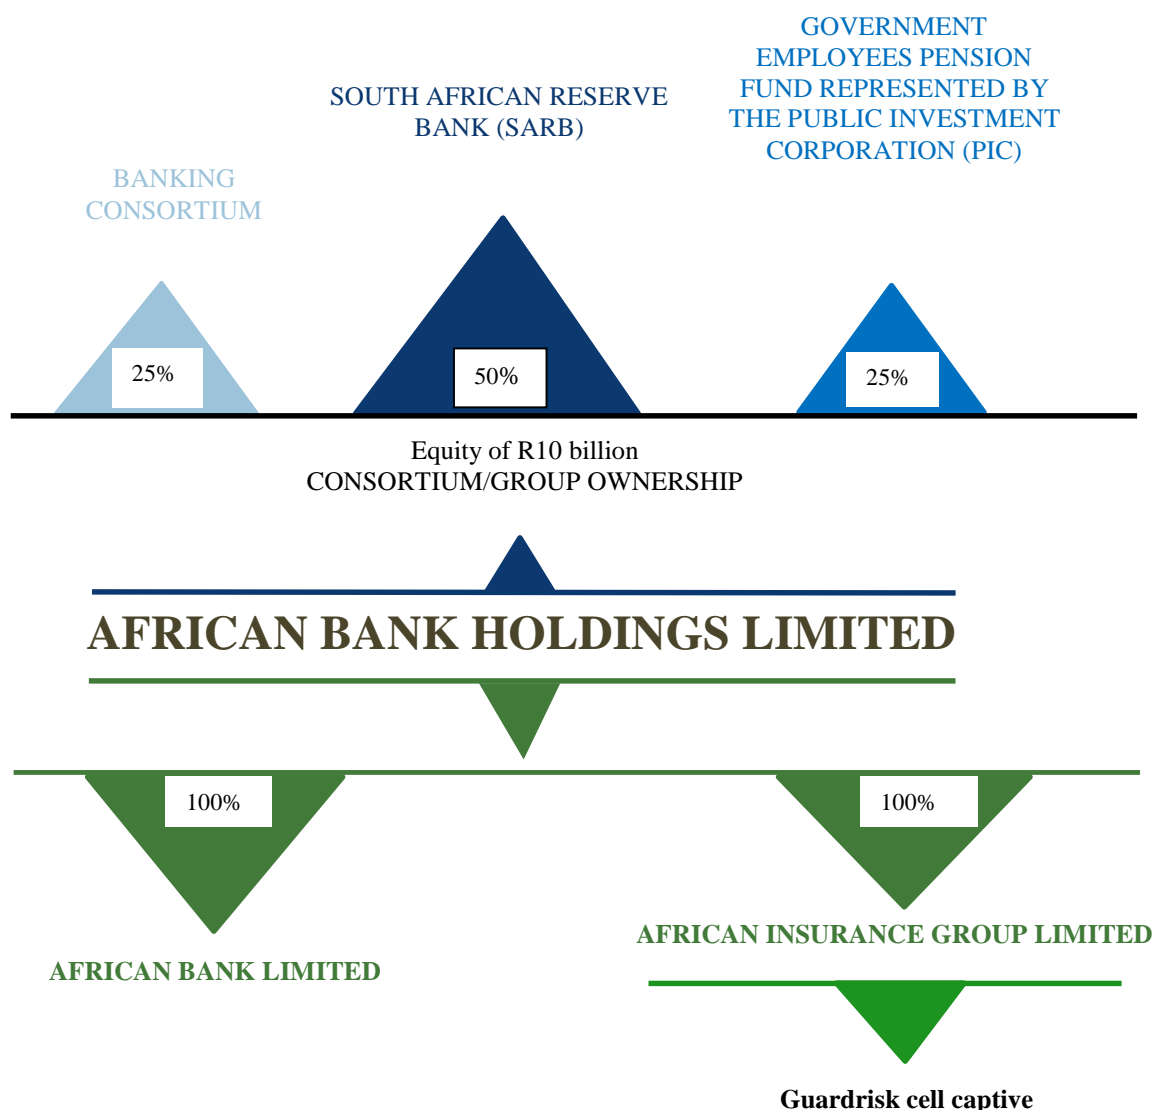 GOVERNMENT
EMPLOYEES PENSION
FUND REPRESENTED BY
THE PUBLIC INVESTMENT
CORPORATION (PIC)
SOUTH AFRICAN RESERVE
BANK (SARB)
BANKING
CONSORTIUM
25%
50%
25%
Equity of R10 billion
CONSORTIUM/GROUP OWNERSHIP
AFRICAN BANK HOLDINGS LIMITED
100%
100%
AFRICAN INSURANCE GROUP LIMITED
AFRICAN BANK LIMITED
Guardrisk cell captive